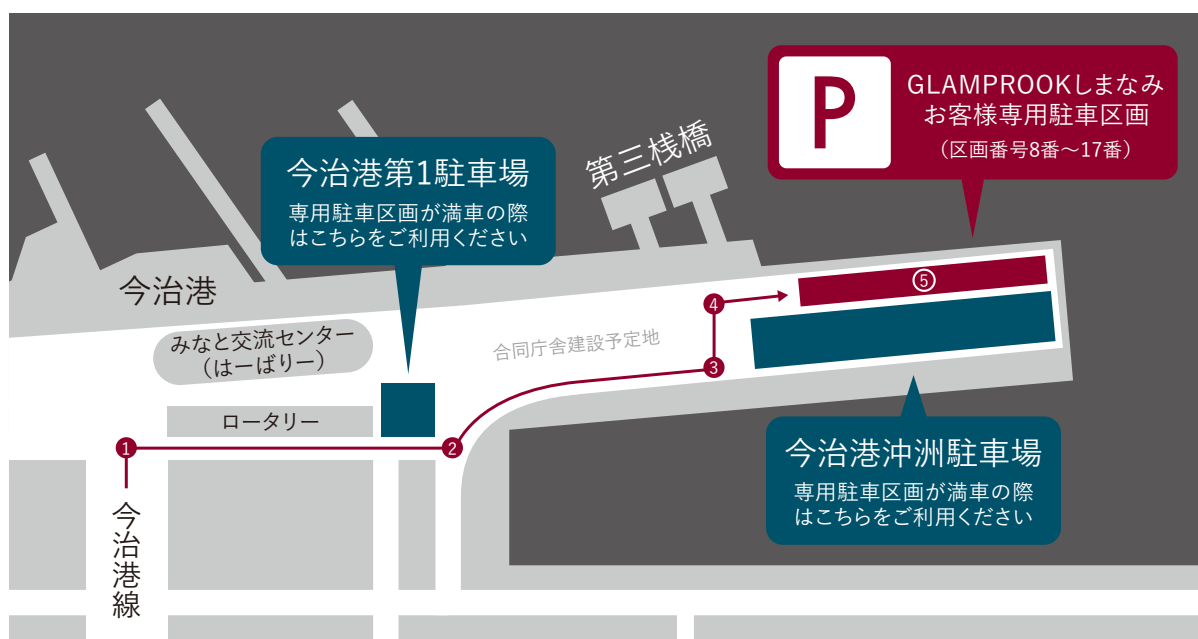 P
GLAMPROOKしまなみ
お客様専用駐車区画
（区画番号8番～17番）
第三桟橋
今治港第1駐車場
専用駐車区画が満車の際
はこちらをご利用ください
今治港
⑤
④
みなと交流センター
（はーばりー）
合同庁舎建設予定地
③
ロータリー
①
②
今治港沖洲駐車場
専用駐車区画が満車の際
はこちらをご利用ください
今治港線